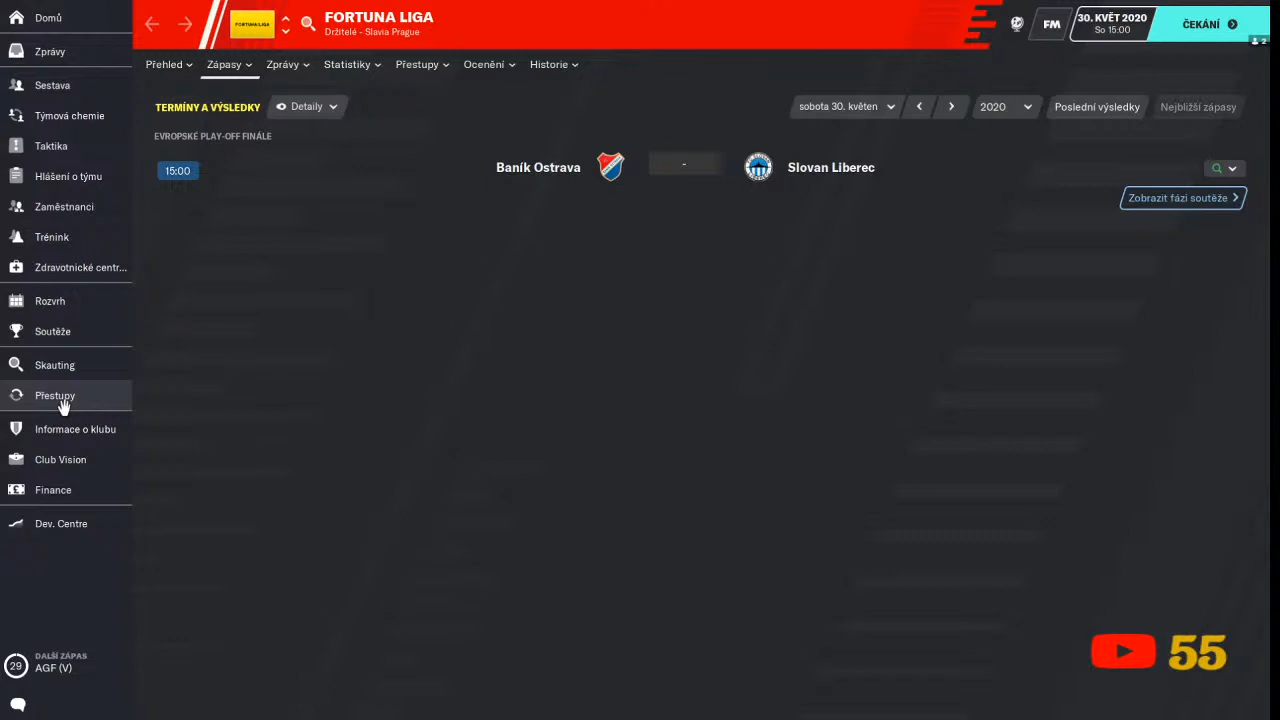 Domů
Zprávy
Sestava
Týmová chemie
Taktika
Hlášení o týmu
Zaměstnanci
Trénink
Zdravotnické centr...
Rozvrh
Soutěže
Skauting
Přestupy
Informace o klubu
Club Vision
Finance
Dev. Centre
29
DALŠÍ ZÁPAS
AGF (V)
FORTUNA:LIGA
FORTUNA LIGA
Držitelé - Slavia Prague
FM
30. KVĚT 2020
So 15:00
ČEKÁNÍ
2
Přehled
Zápasy
Zprávy
Statistiky
Přestupy
Ocenění
Historie
TERMÍNY A VÝSLEDKY
Detaily
sobota 30. květen
2020
Poslední výsledky
Nejbližší zápasy
EVROPSKÉ PLAY-OFF FINÁLE
15:00
Baník Ostrava
-
Slovan Liberec
Zobrazit fázi soutěže
55